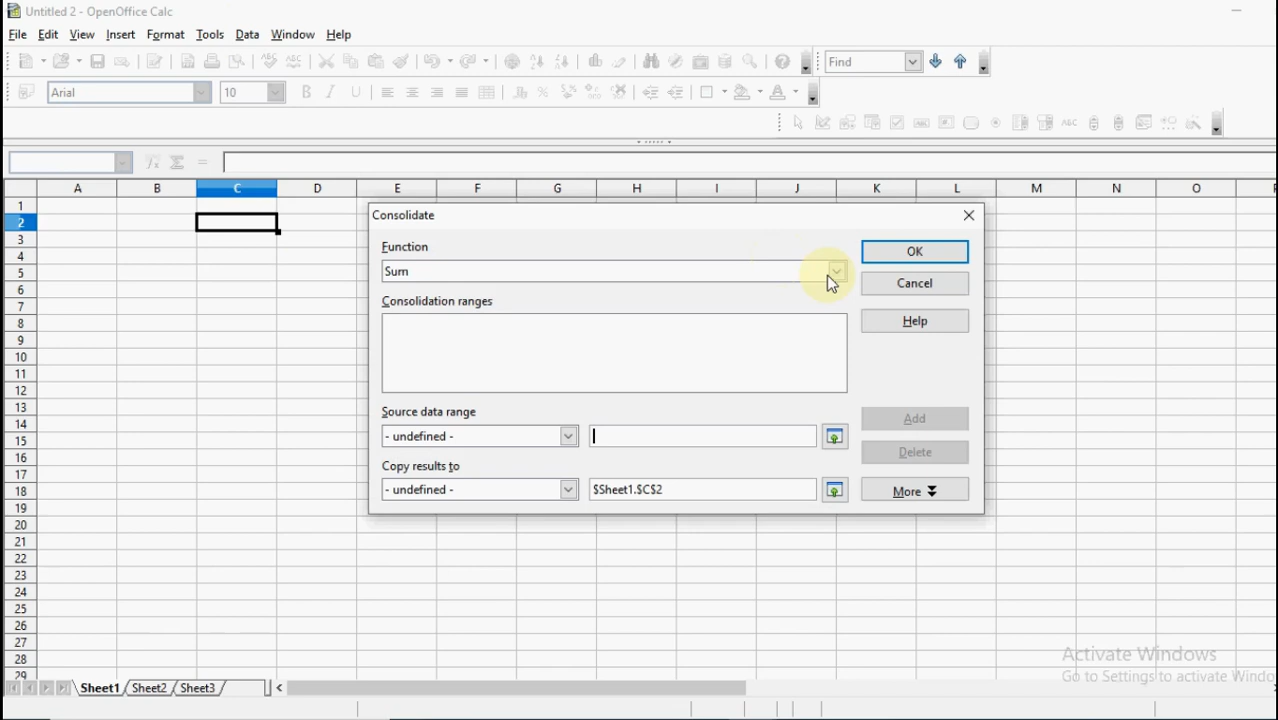 Untitled 2 - OpenOffice Calc
File Edit View Insert Format Tools Data Window Help
Find
Arial 10
A B C D E F G H I J K L M N O
1
2
3
4
5
6
7
8
9
10
11
12
13
14
15
16
17
18
19
20
21
22
23
24
25
26
27
28
29
Consolidate
Function
Sum
OK
Cancel
Consolidation ranges
Help
Source data range
Add
- undefined -
Delete
Copy results to
- undefined - $Sheet1.$C$2
More
Activate Windows
Go to Settings to activate Windo
Sheet1 Sheet2 Sheet3